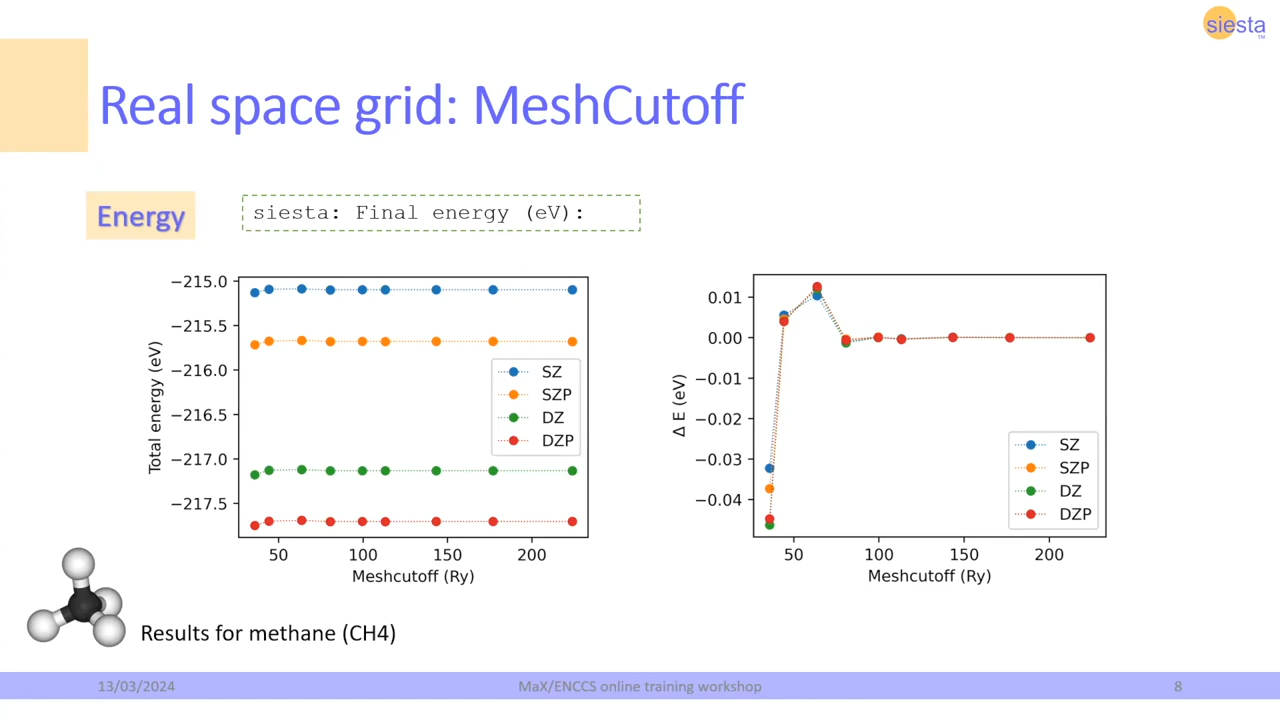 siesta
TM
Real space grid: MeshCutoff
Energy
siesta: Final energy (eV):
Total energy (eV)
−215.0
−215.5
−216.0
−216.5
−217.0
−217.5
SZ
SZP
DZ
DZP
50 100 150 200
Meshcutoff (Ry)
Δ E (eV)
0.01
0.00
−0.01
−0.02
−0.03
−0.04
SZ
SZP
DZ
DZP
50 100 150 200
Meshcutoff (Ry)
Results for methane (CH4)
13/03/2024 MaX/ENCCS online training workshop 8